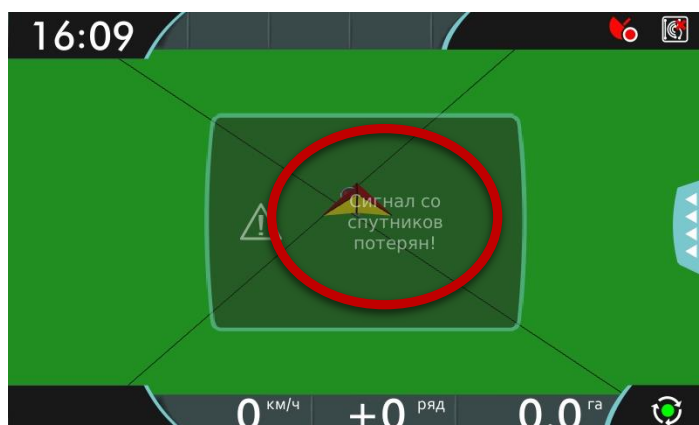 16:09
Сигнал со
спутников
потерян!
0 км/ч +0 ряд 0.0 га